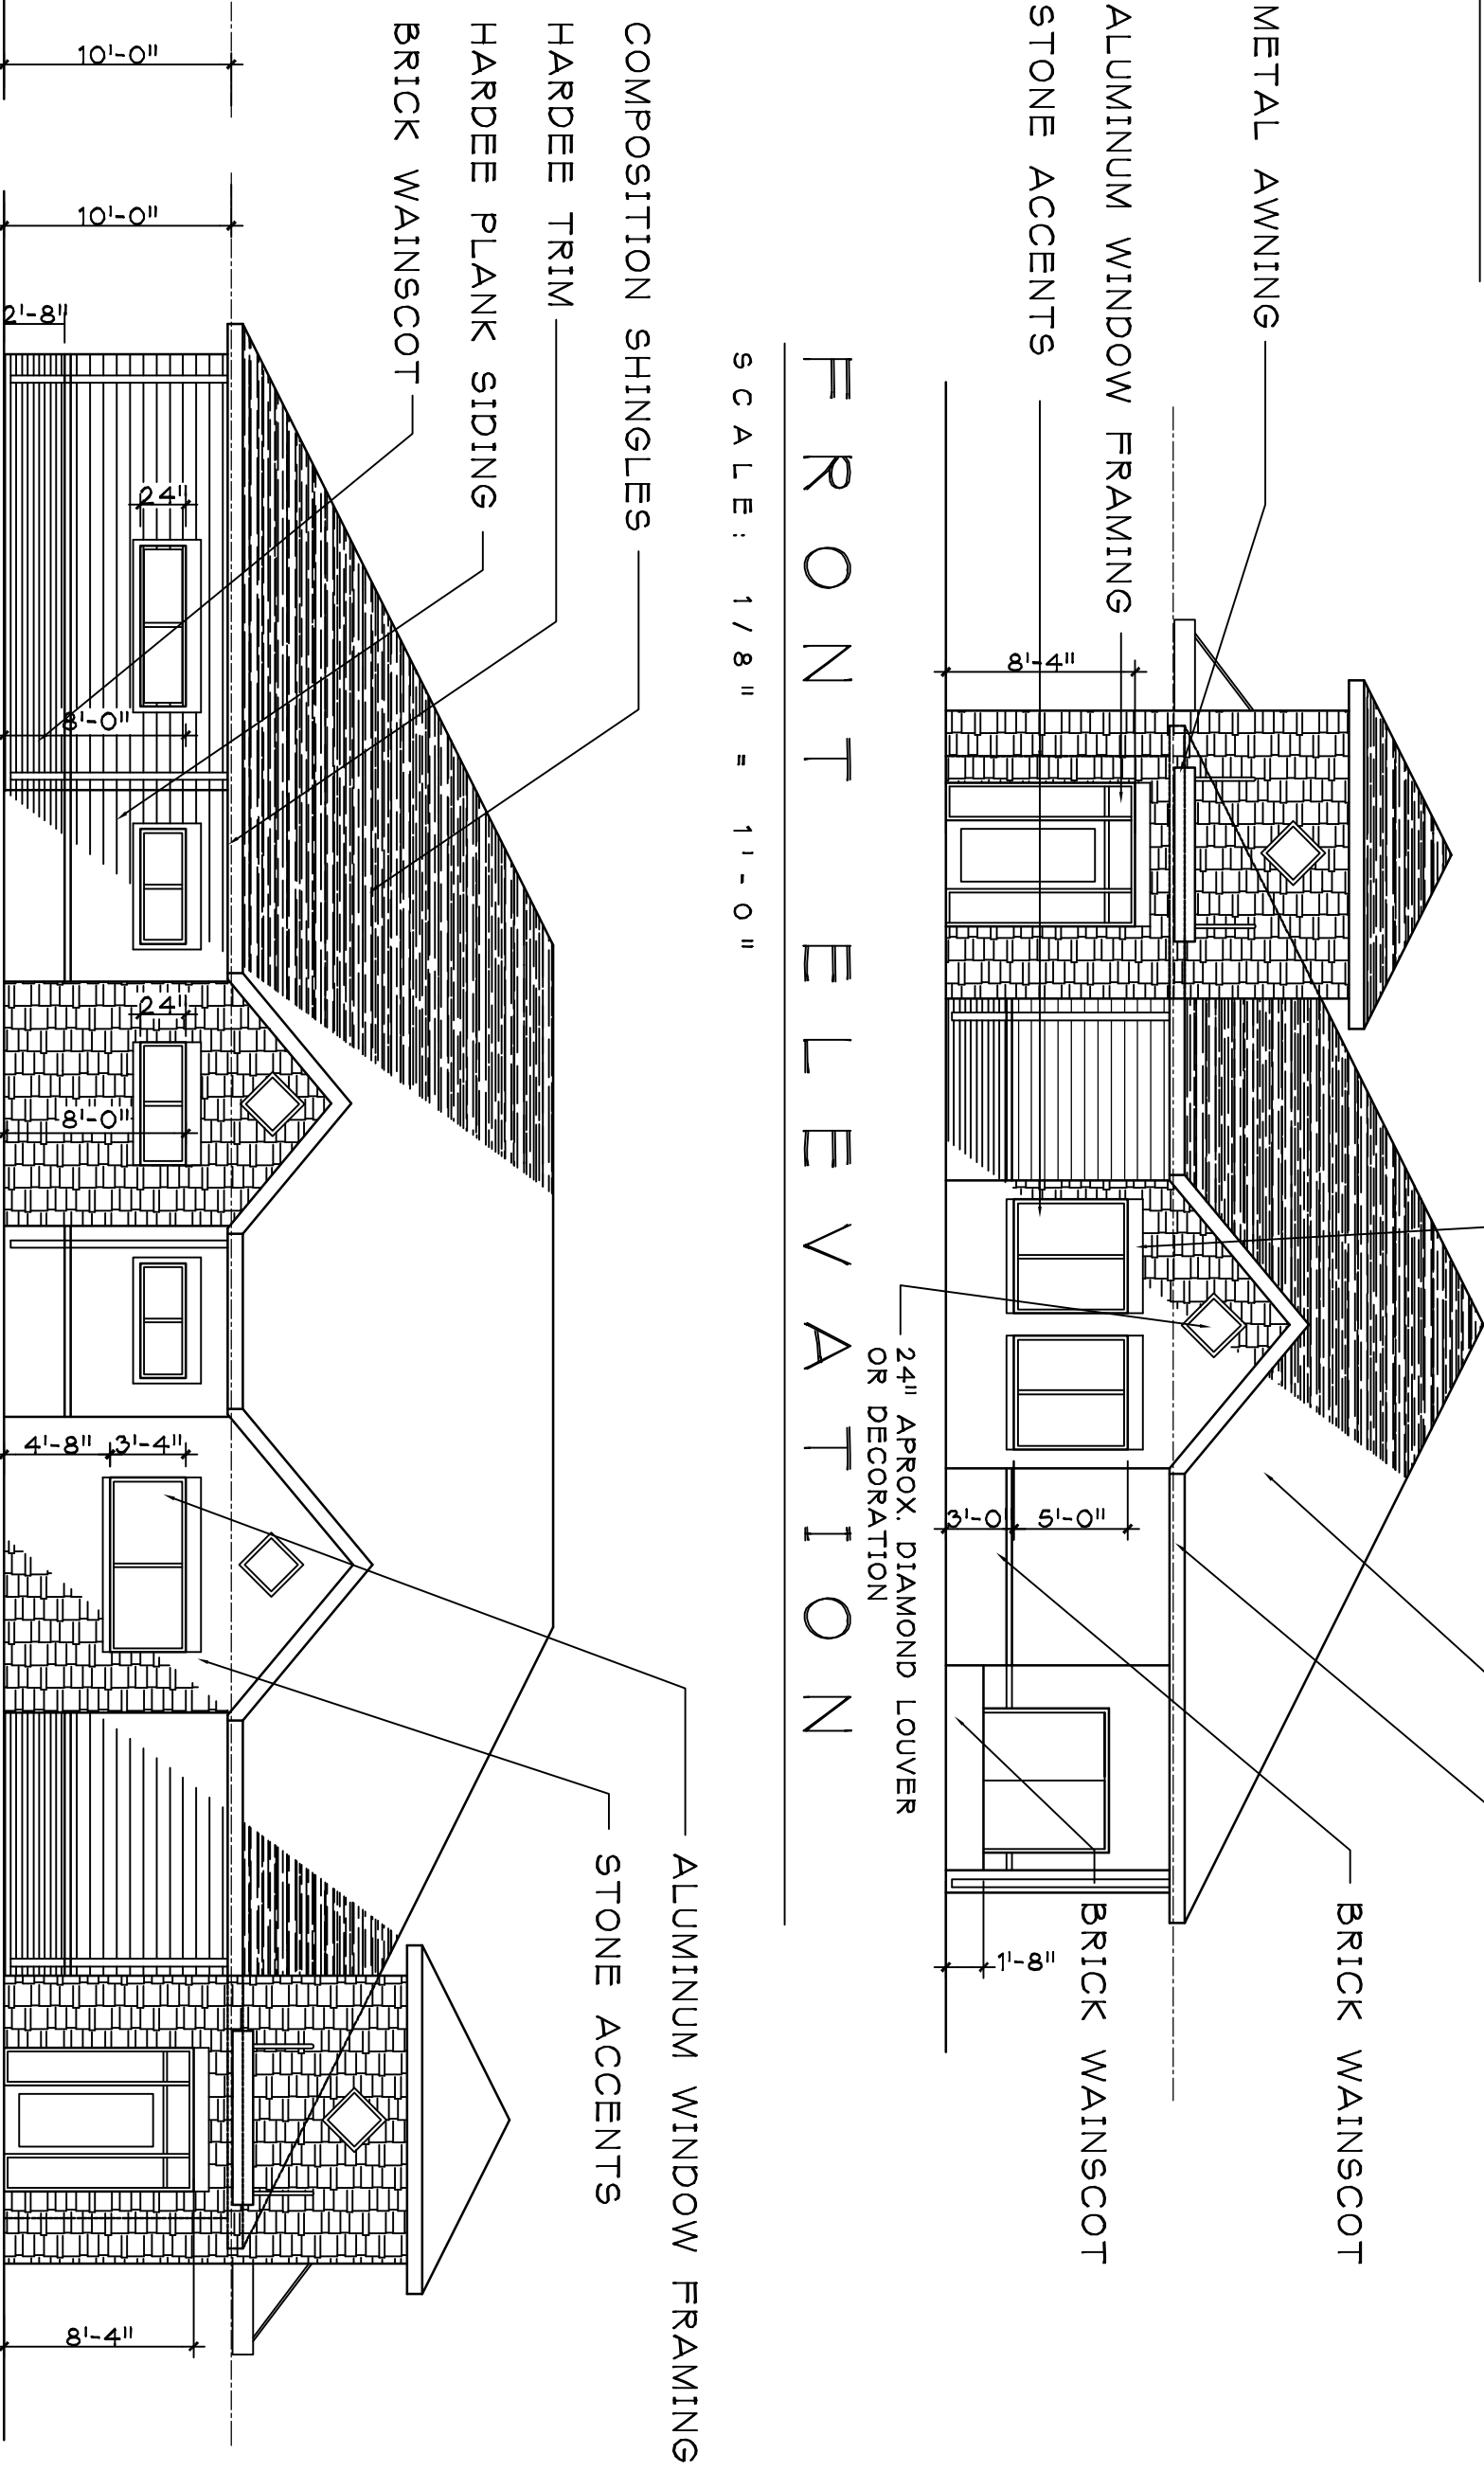 METAL AWNING
ALUMINUM WINDOW FRAMING
STONE ACCENTS
8'-4"
3'-0"
5'-0"
1'-8"
BRICK WAINSCOT
BRICK WAINSCOT
24" APROX. DIAMOND LOUVER
OR DECORATION
FRONT ELEVATION
SCALE: 1/8" = 1'-0"
COMPOSITION SHINGLES
HARDEE TRIM
HARDEE PLANK SIDING
BRICK WAINSCOT
ALUMINUM WINDOW FRAMING
STONE ACCENTS
10'-0"
10'-0"
2'-8"
24"
8'-0"
24"
8'-0"
4'-8"
3'-4"
8'-4"